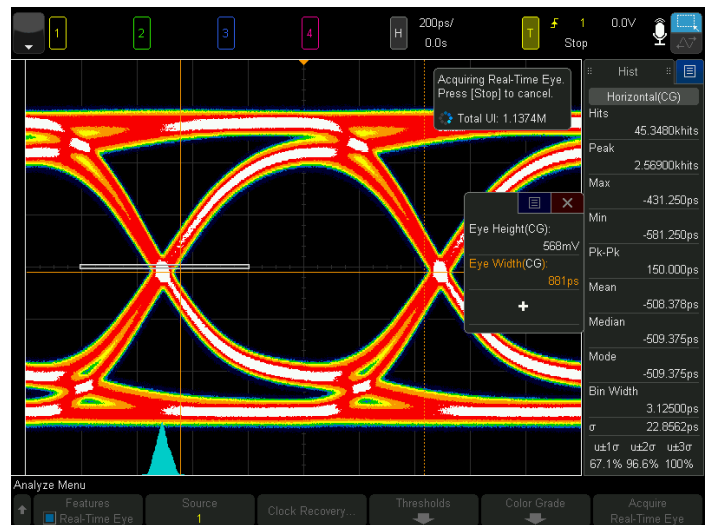 1
2
3
4
H
200ps/
0.0s
T
1
0.0V
Stop
Acquiring Real-Time Eye.
Press [Stop] to cancel.
Total UI: 1.1374M
Eye Height(CG):
568mV
Eye Width(CG):
881ps
+
Hist
Horizontal(CG)
Hits
45.3480khits
Peak
2.56900khits
Max
-431.250ps
Min
-581.250ps
Pk-Pk
150.000ps
Mean
-508.378ps
Median
-509.375ps
Mode
-509.375ps
Bin Width
3.12500ps
σ
22.8562ps
u±1σ u±2σ u±3σ
67.1% 96.6% 100%
Analyze Menu
Features
Real-Time Eye
Source
1
Clock Recovery...
Thresholds
Color Grade
Acquire
Real-Time Eye